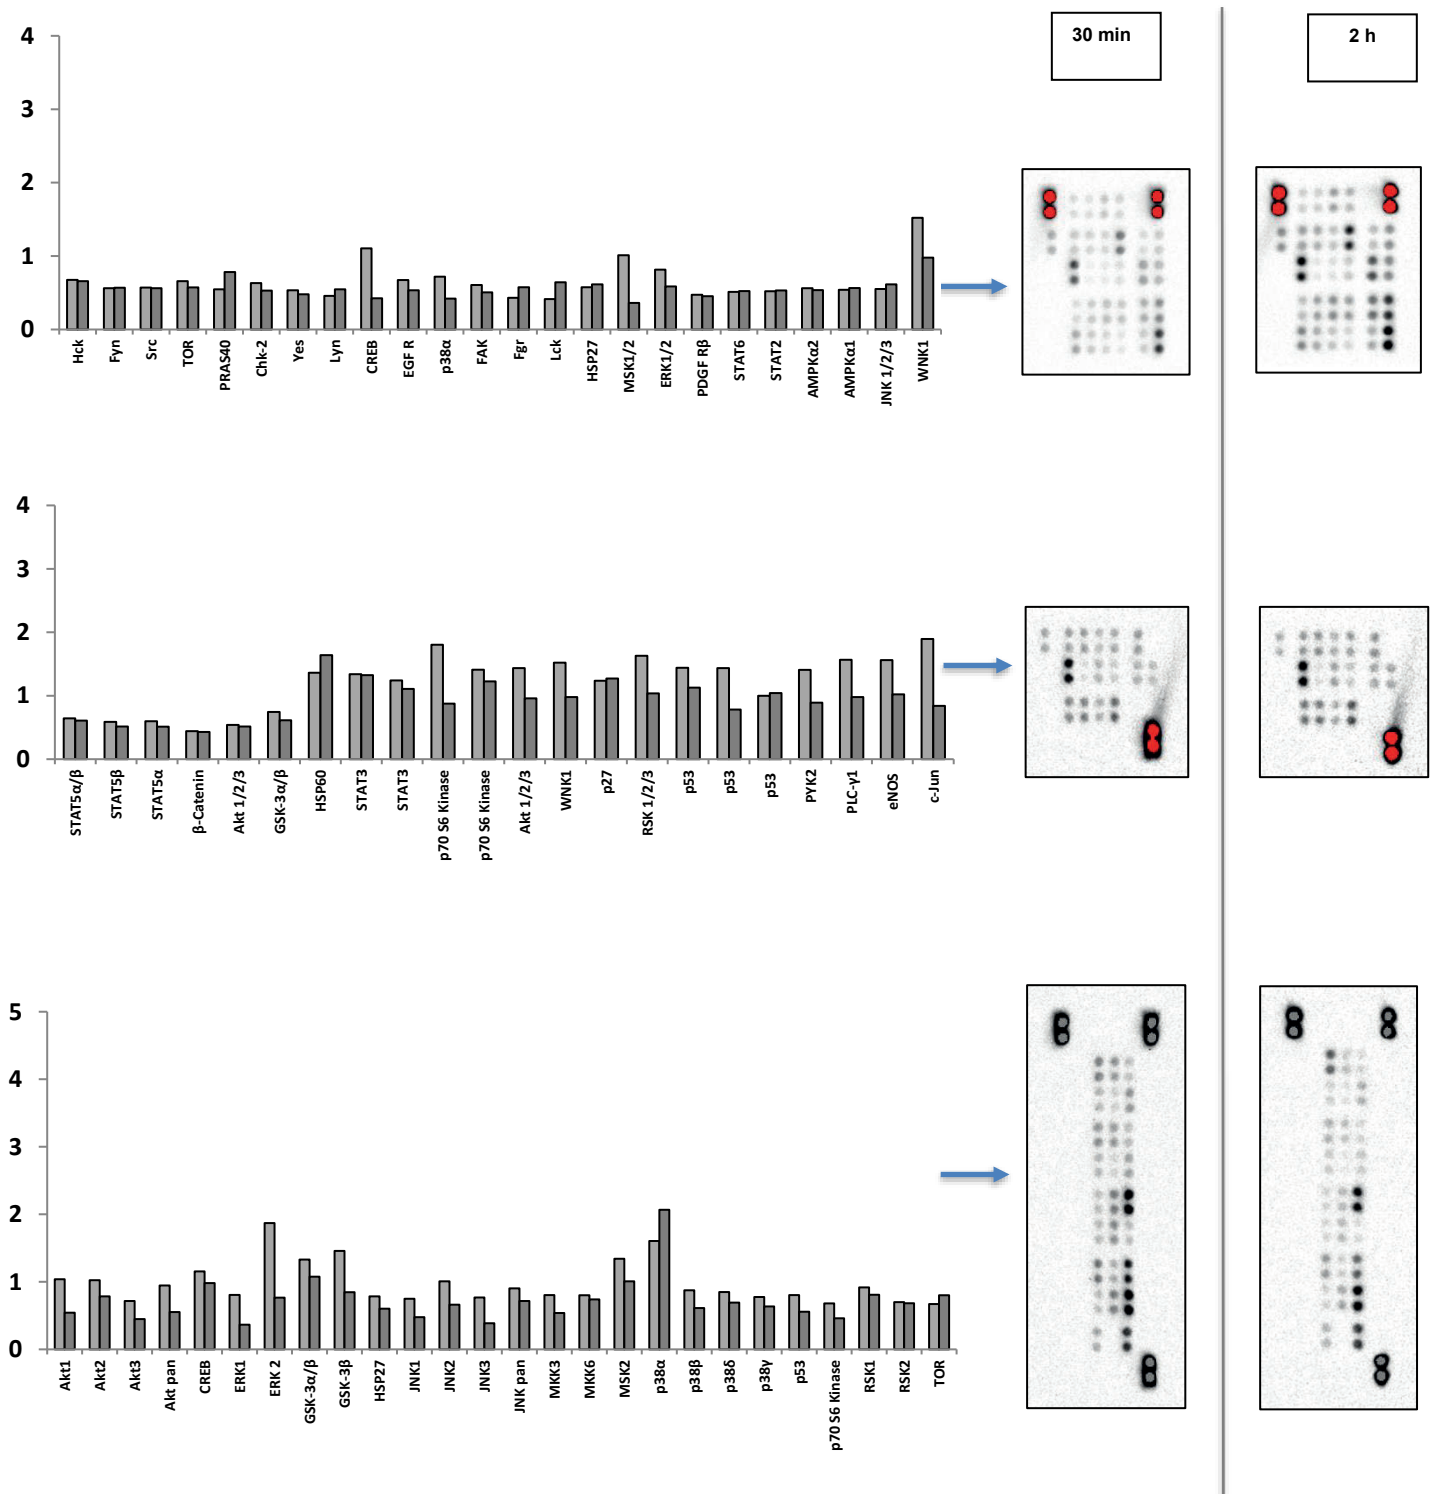 30 min
2 h
4
3
2
1
0
Hck
Fyn
Src
TOR
PRAS40
Chk-2
Yes
Lyn
CREB
EGF R
p38α
FAK
Fgr
Lck
HSP27
MSK1/2
ERK1/2
PDGF Rβ
STAT6
STAT2
AMPKα2
AMPKα1
JNK 1/2/3
WNK1
4
3
2
1
0
STAT5α/β
STAT5β
STAT5α
β-Catenin
Akt 1/2/3
GSK-3α/β
HSP60
STAT3
STAT3
p70 S6 Kinase
p70 S6 Kinase
Akt 1/2/3
WNK1
p27
RSK 1/2/3
p53
p53
p53
PYK2
PLC-γ1
eNOS
c-Jun
5
4
3
2
1
0
Akt1
Akt2
Akt3
Akt pan
CREB
ERK1
ERK 2
GSK-3α/β
GSK-3β
HSP27
JNK1
JNK2
JNK3
JNK pan
MKK3
MKK6
MSK2
p38α
p38β
p38δ
p38γ
p53
p70 S6 Kinase
RSK1
RSK2
TOR